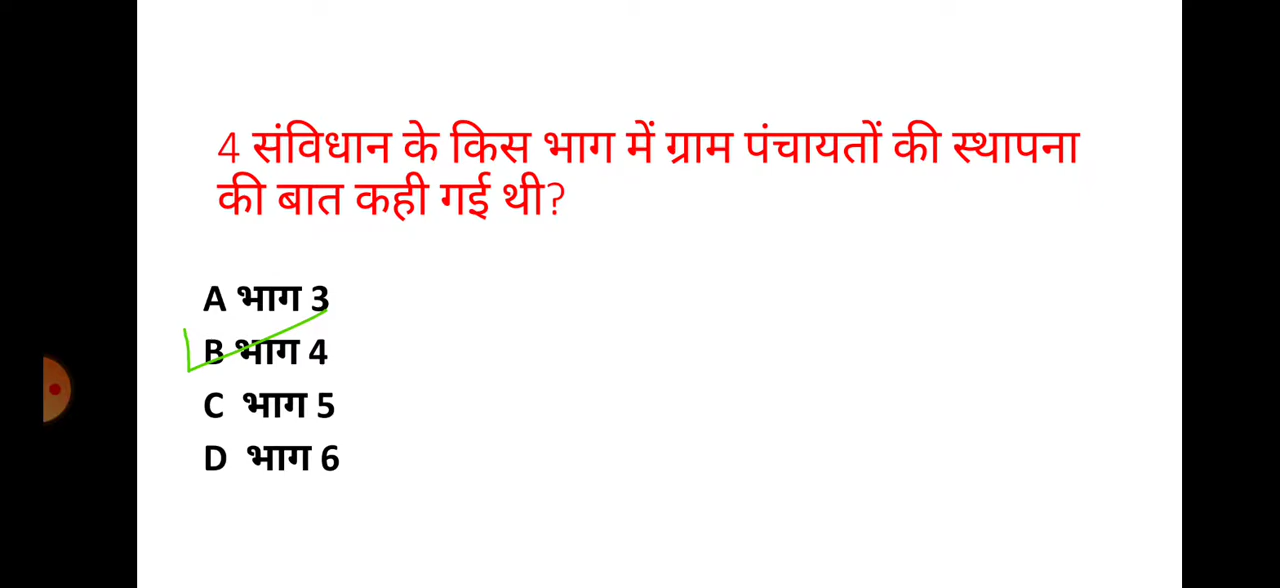 4 संविधान के किस भाग में ग्राम पंचायतों की स्थापना
की बात कही गई थी?
A भाग 3
B भाग 4
C भाग 5
D भाग 6